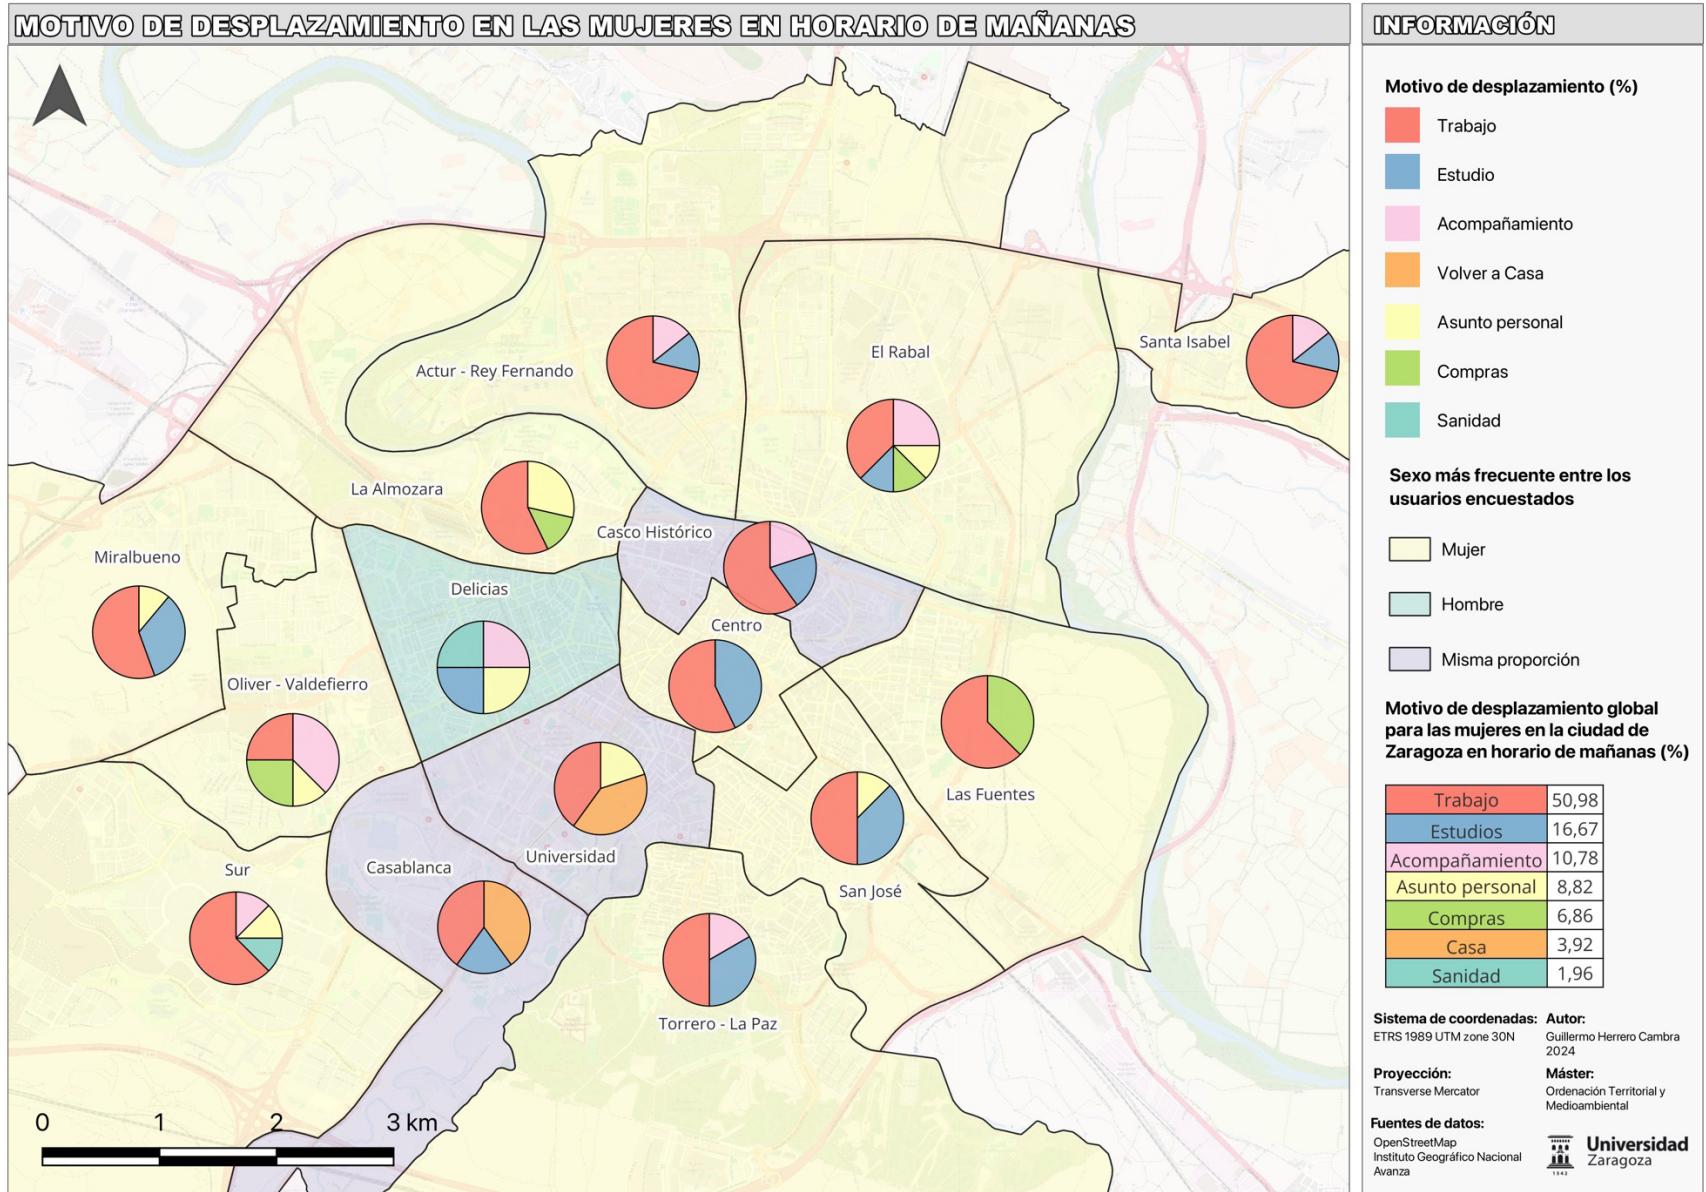 MOTIVO DE DESPLAZAMIENTO EN LAS MUJERES EN HORARIO DE MAÑANAS
Actur - Rey Fernando
El Rabal
Santa Isabel
La Almozara
Casco Histórico
Miralbueno
Delicias
Centro
Oliver - Valdefierro
Las Fuentes
Universidad
Casablanca
Sur
San José
Torrero - La Paz
0 1 2 3 km
INFORMACIÓN
Motivo de desplazamiento (%)
Trabajo
Estudio
Acompañamiento
Volver a Casa
Asunto personal
Compras
Sanidad
Sexo más frecuente entre los
usuarios encuestados
Mujer
Hombre
Misma proporción
Motivo de desplazamiento global
para las mujeres en la ciudad de
Zaragoza en horario de mañanas (%)
Trabajo 50,98
Estudios 16,67
Acompañamiento 10,78
Asunto personal 8,82
Compras 6,86
Casa 3,92
Sanidad 1,96
Sistema de coordenadas:
ETRS 1989 UTM zone 30N
Autor:
Guillermo Herrero Cambra
2024
Proyección:
Transverse Mercator
Máster:
Ordenación Territorial y
Medioambiental
Fuentes de datos:
OpenStreetMap
Instituto Geográfico Nacional
Avanza
1542
Universidad
Zaragoza